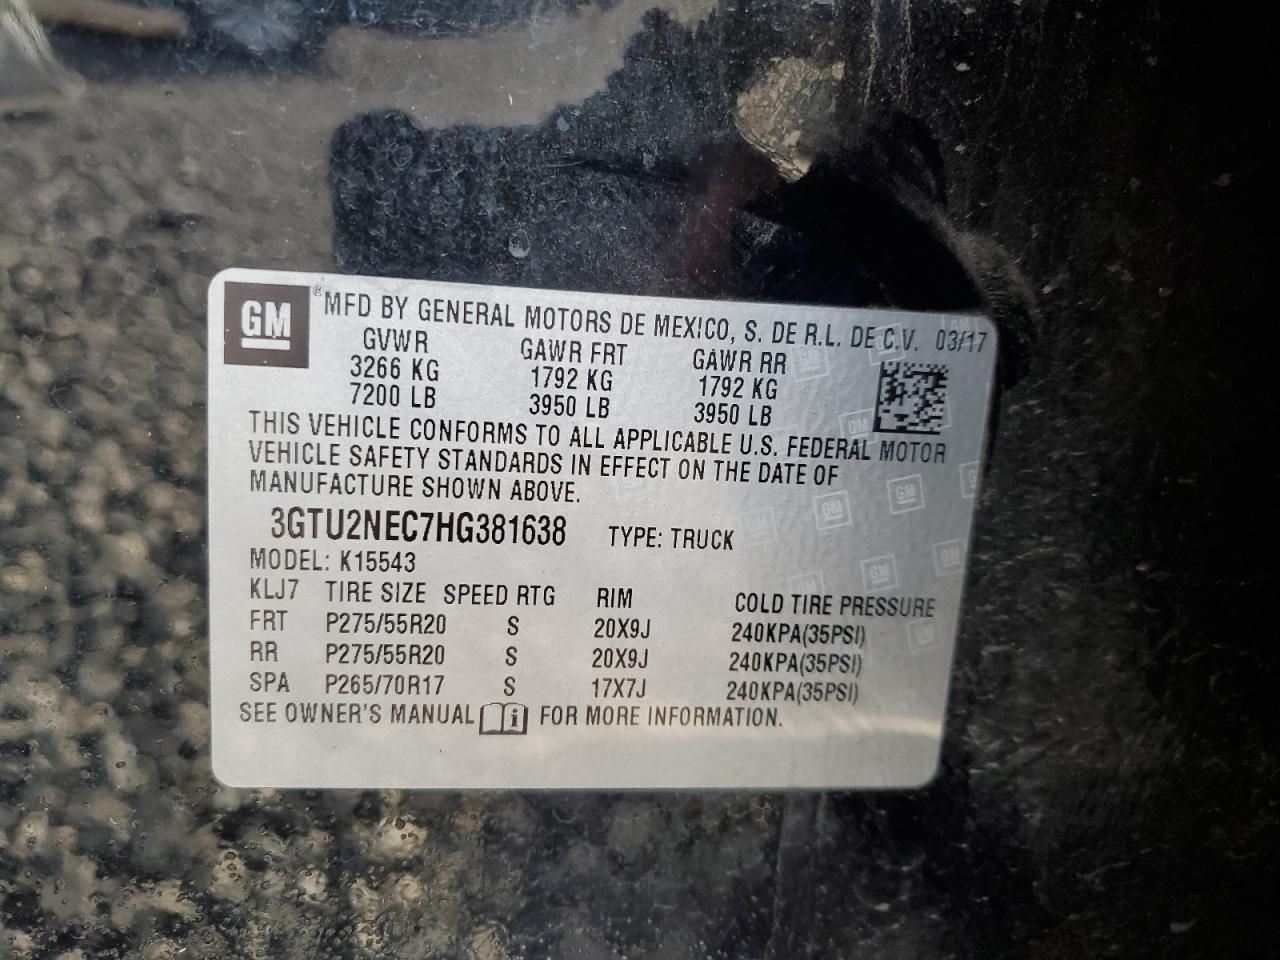 GM ® MFD BY GENERAL MOTORS DE MEXICO, S. DE R.L. DE C.V. 03/17
GVWR GAWR FRT GAWR RR
3266 KG 1792 KG 1792 KG
7200 LB 3950 LB 3950 LB
THIS VEHICLE CONFORMS TO ALL APPLICABLE U.S. FEDERAL MOTOR
VEHICLE SAFETY STANDARDS IN EFFECT ON THE DATE OF
MANUFACTURE SHOWN ABOVE.
3GTU2NEC7HG381638 TYPE: TRUCK
MODEL: K15543
KLJ7 TIRE SIZE SPEED RTG RIM COLD TIRE PRESSURE
FRT P275/55R20 S 20X9J 240KPA(35PSI)
RR P275/55R20 S 20X9J 240KPA(35PSI)
SPA P265/70R17 S 17X7J 240KPA(35PSI)
SEE OWNER'S MANUAL i FOR MORE INFORMATION.